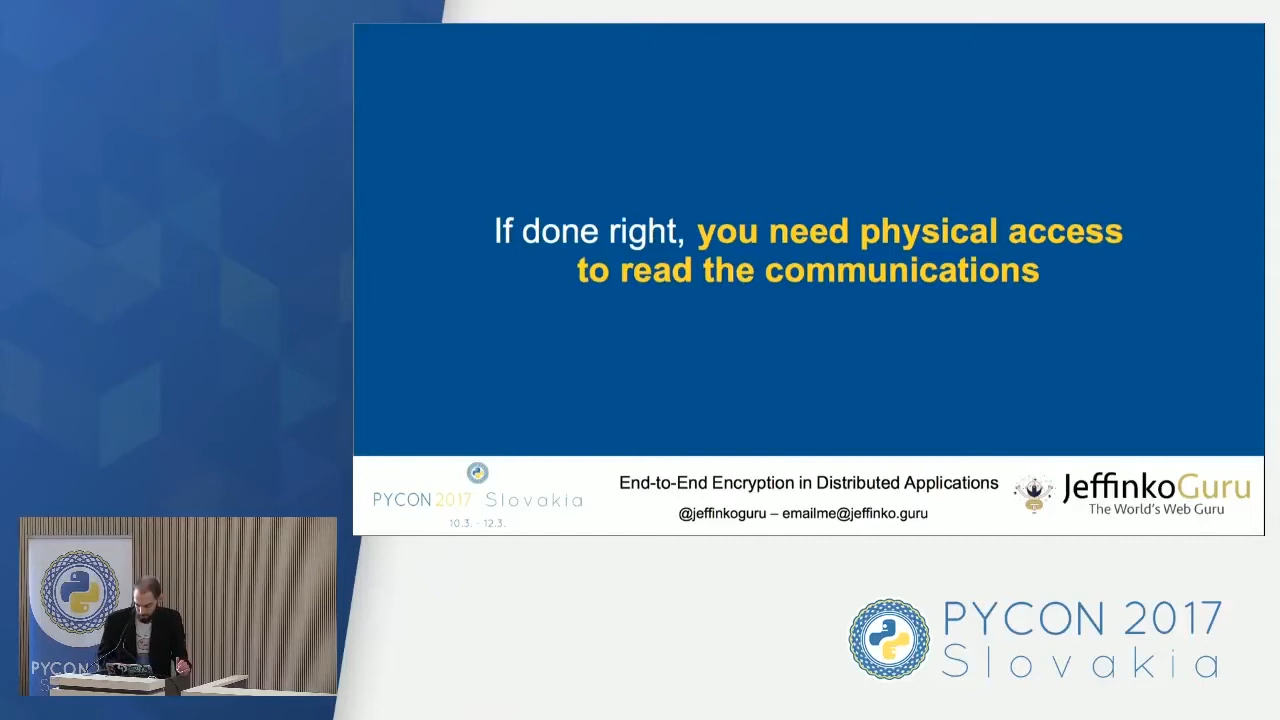 If done right, you need physical access
to read the communications
PYCON 2017 Slovakia
10.3. - 12.3.
End-to-End Encryption in Distributed Applications
@jeffinkoguru – emailme@jeffinko.guru
JeffinkoGuru
The World's Web Guru
PYCON
PYCON 2017
Slovakia